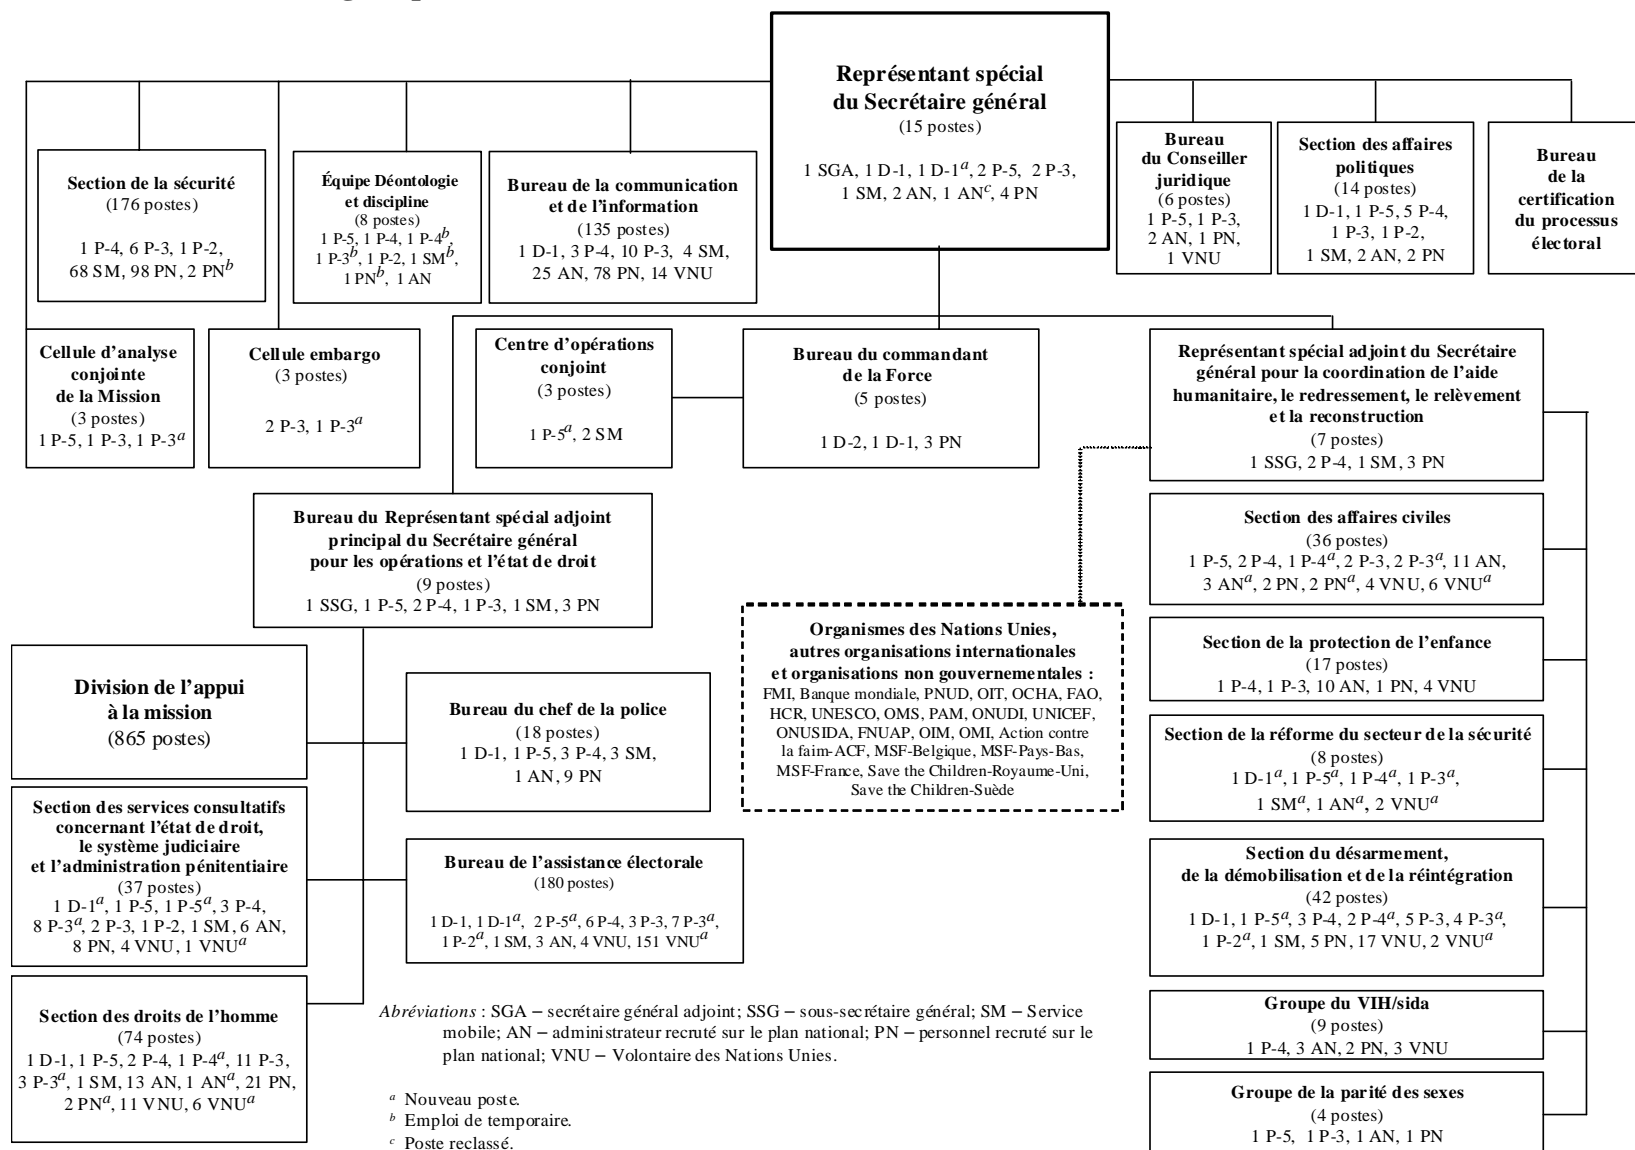 Représentant spécial
du Secrétaire général
(15 postes)
1 SGA, 1 D-1, 1 D-1a, 2 P-5, 2 P-3,
1 SM, 2 AN, 1 ANc, 4 PN
Section de la sécurité
(176 postes)
1 P-4, 6 P-3, 1 P-2,
68 SM, 98 PN, 2 PNb
Équipe Déontologie
et discipline
(8 postes)
1 P-5, 1 P-4, 1 P-4b,
1 P-3b, 1 P-2, 1 SMb,
1 PNb, 1 AN
Bureau de la communication
et de l’information
(135 postes)
1 D-1, 3 P-4, 10 P-3, 4 SM,
25 AN, 78 PN, 14 VNU
Bureau
du Conseiller
juridique
(6 postes)
1 P-5, 1 P-3,
2 AN, 1 PN,
1 VNU
Section des affaires
politiques
(14 postes)
1 D-1, 1 P-5, 5 P-4,
1 P-3, 1 P-2,
1 SM, 2 AN, 2 PN
Bureau
de la
certification
du processus
électoral
Cellule d’analyse
conjointe
de la Mission
(3 postes)
1 P-5, 1 P-3, 1 P-3a
Cellule embargo
(3 postes)
2 P-3, 1 P-3a
Centre d’opérations
conjoint
(3 postes)
1 P-5a, 2 SM
Bureau du commandant
de la Force
(5 postes)
1 D-2, 1 D-1, 3 PN
Représentant spécial adjoint du Secrétaire
général pour la coordination de l’aide
humanitaire, le redressement, le relèvement
et la reconstruction
(7 postes)
1 SSG, 2 P-4, 1 SM, 3 PN
Bureau du Représentant spécial adjoint
principal du Secrétaire général
pour les opérations et l’état de droit
(9 postes)
1 SSG, 1 P-5, 2 P-4, 1 P-3, 1 SM, 3 PN
Section des affaires civiles
(36 postes)
1 P-5, 2 P-4, 1 P-4a, 2 P-3, 2 P-3a, 11 AN,
3 ANa, 2 PN, 2 PNa, 4 VNU, 6 VNUa
Organismes des Nations Unies,
autres organisations internationales
et organisations non gouvernementales :
FMI, Banque mondiale, PNUD, OIT, OCHA, FAO,
HCR, UNESCO, OMS, PAM, ONUDI, UNICEF,
ONUSIDA, FNUAP, OIM, OMI, Action contre
la faim-ACF, MSF-Belgique, MSF-Pays-Bas,
MSF-France, Save the Children-Royaume-Uni,
Save the Children-Suède
Section de la protection de l’enfance
(17 postes)
1 P-4, 1 P-3, 10 AN, 1 PN, 4 VNU
Division de l’appui
à la mission
(865 postes)
Bureau du chef de la police
(18 postes)
1 D-1, 1 P-5, 3 P-4, 3 SM,
1 AN, 9 PN
Section de la réforme du secteur de la sécurité
(8 postes)
1 D-1a, 1 P-5a, 1 P-4a, 1 P-3a,
1 SMa, 1 ANa, 2 VNUa
Section des services consultatifs
concernant l’état de droit,
le système judiciaire
et l’administration pénitentiaire
(37 postes)
1 D-1a, 1 P-5, 1 P-5a, 3 P-4,
8 P-3a, 2 P-3, 1 P-2, 1 SM, 6 AN,
8 PN, 4 VNU, 1 VNUa
Bureau de l’assistance électorale
(180 postes)
1 D-1, 1 D-1a, 2 P-5a, 6 P-4, 3 P-3, 7 P-3a,
1 P-2a, 1 SM, 3 AN, 4 VNU, 151 VNUa
Section du désarmement,
de la démobilisation et de la réintégration
(42 postes)
1 D-1, 1 P-5a, 3 P-4, 2 P-4a, 5 P-3, 4 P-3a,
1 P-2a, 1 SM, 5 PN, 17 VNU, 2 VNUa
Section des droits de l’homme
(74 postes)
1 D-1, 1 P-5, 2 P-4, 1 P-4a, 11 P-3,
3 P-3a, 1 SM, 13 AN, 1 ANa, 21 PN,
2 PNa, 11 VNU, 6 VNUa
Groupe du VIH/sida
(9 postes)
1 P-4, 3 AN, 2 PN, 3 VNU
Groupe de la parité des sexes
(4 postes)
1 P-5, 1 P-3, 1 AN, 1 PN
Abréviations : SGA – secrétaire général adjoint; SSG – sous-secrétaire général; SM – Service
mobile; AN – administrateur recruté sur le plan national; PN – personnel recruté sur le
plan national; VNU – Volontaire des Nations Unies.
a Nouveau poste.
b Emploi de temporaire.
c Poste reclassé.